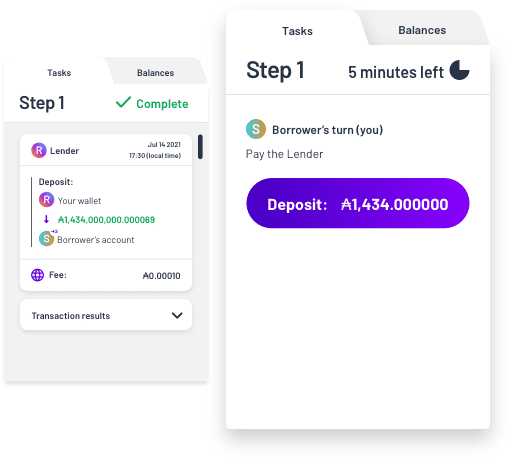 Tasks
Balances
Step 1
Complete
R
Lender
Jul 14 2021
17:30 (local time)
Deposit:
R
Your wallet
₳1,434,000,000.000069
S
Borrower's account
Fee:
₳0.00010
Transaction results
Tasks
Balances
Step 1
5 minutes left
S
Borrower's turn (you)
Pay the Lender
Deposit: ₳1,434.000000